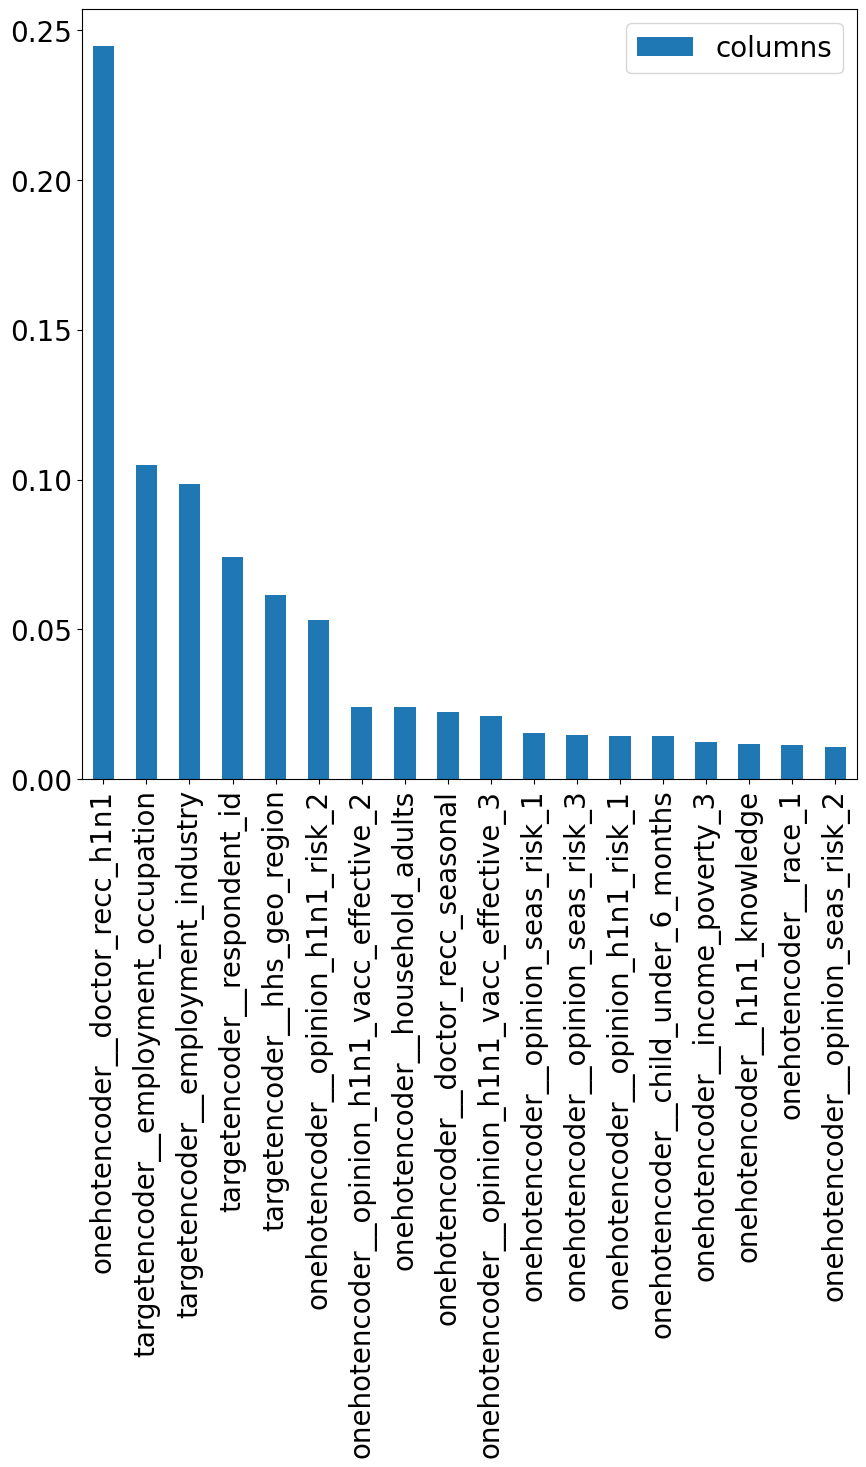 0.25
0.20
0.15
0.10
0.05
0.00
columns
onehotencoder__doctor_recc_h1n1
targetencoder__employment_occupation
targetencoder__employment_industry
targetencoder__respondent_id
targetencoder__hhs_geo_region
onehotencoder__opinion_h1n1_risk_2
onehotencoder__opinion_h1n1_vacc_effective_2
onehotencoder__household_adults
onehotencoder__doctor_recc_seasonal
onehotencoder__opinion_h1n1_vacc_effective_3
onehotencoder__opinion_seas_risk_1
onehotencoder__opinion_seas_risk_3
onehotencoder__opinion_h1n1_risk_1
onehotencoder__child_under_6_months
onehotencoder__income_poverty_3
onehotencoder__h1n1_knowledge
onehotencoder__race_1
onehotencoder__opinion_seas_risk_2